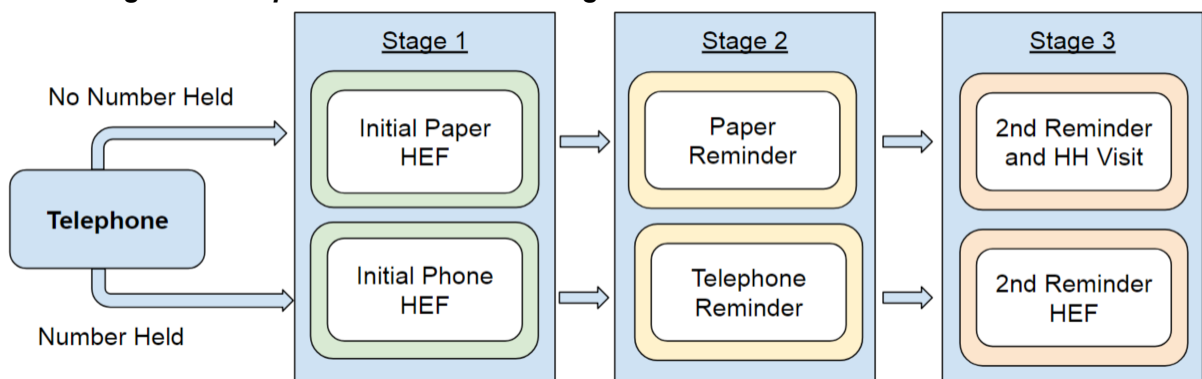 Stage 1
Stage 2
Stage 3
No Number Held
Initial Paper
HEF
Paper
Reminder
2nd Reminder
and HH Visit
Telephone
Initial Phone
HEF
Telephone
Reminder
2nd Reminder
HEF
Number Held